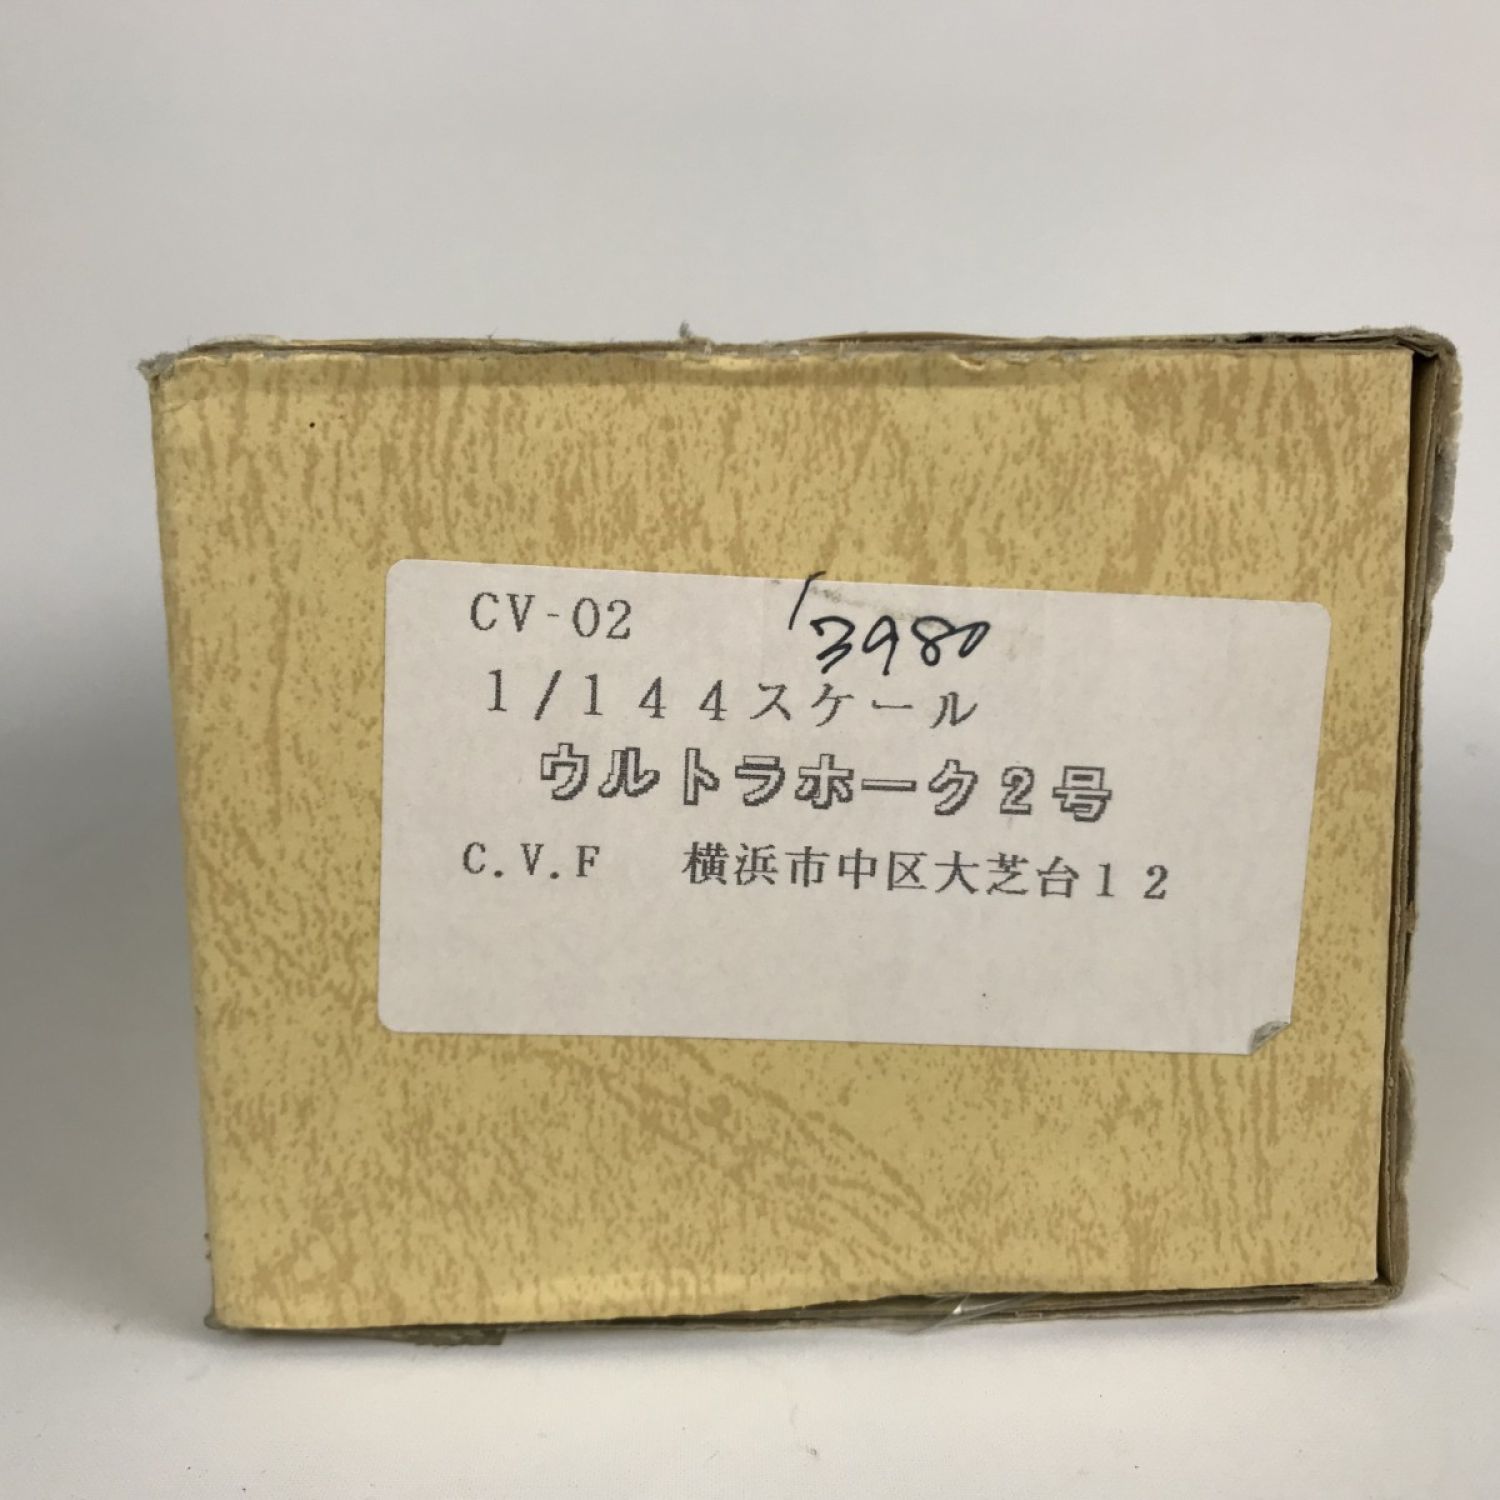 CV-02
3980
1/144スケール
ウルトラホーク2号
C.V.F 横浜市中区大芝台12